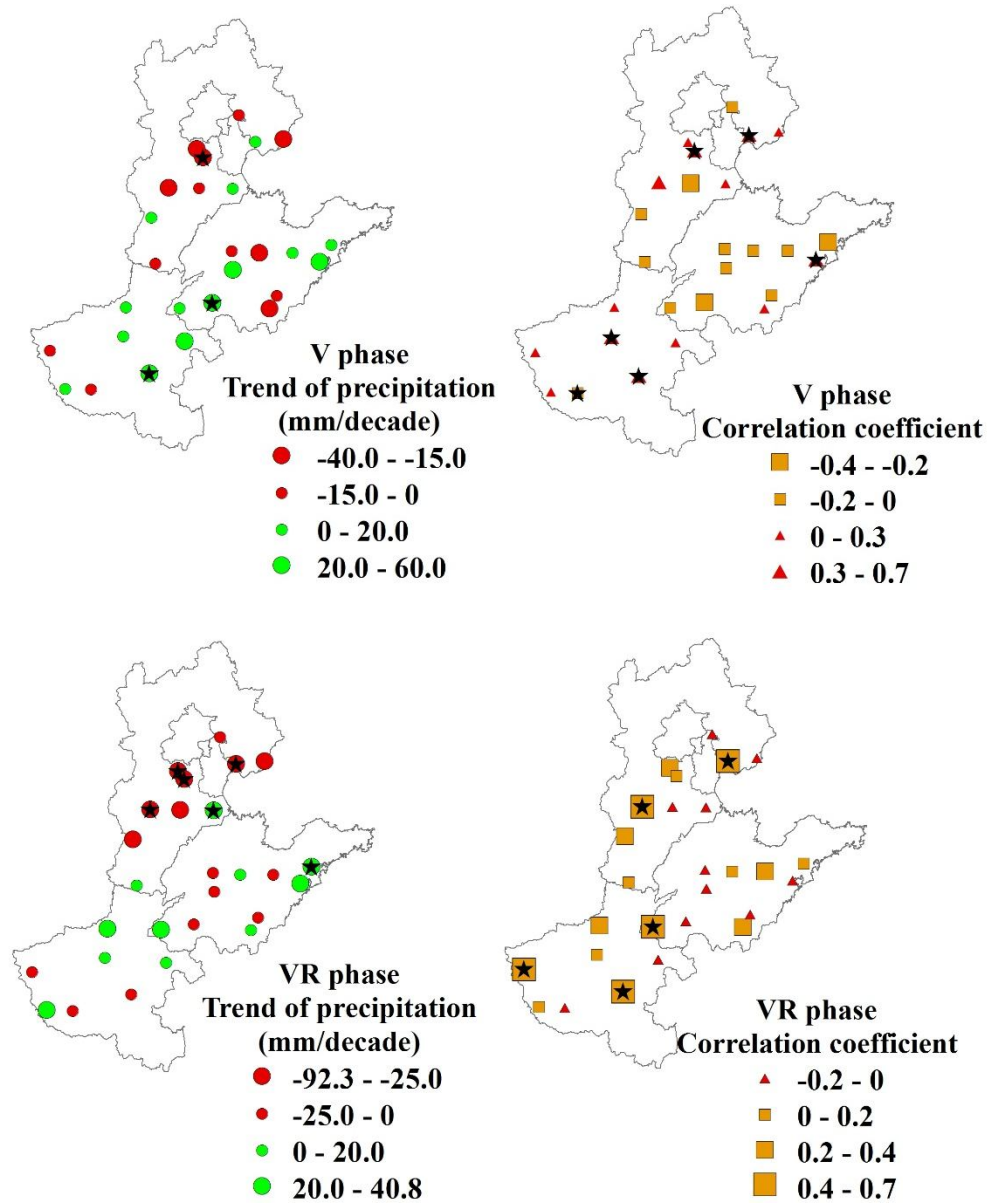 V phase
Trend of precipitation
(mm/decade)
-40.0 - -15.0
-15.0 - 0
0 - 20.0
20.0 - 60.0
V phase
Correlation coefficient
-0.4 - -0.2
-0.2 - 0
0 - 0.3
0.3 - 0.7
VR phase
Trend of precipitation
(mm/decade)
-92.3 - -25.0
-25.0 - 0
0 - 20.0
20.0 - 40.8
VR phase
Correlation coefficient
-0.2 - 0
0 - 0.2
0.2 - 0.4
0.4 - 0.7